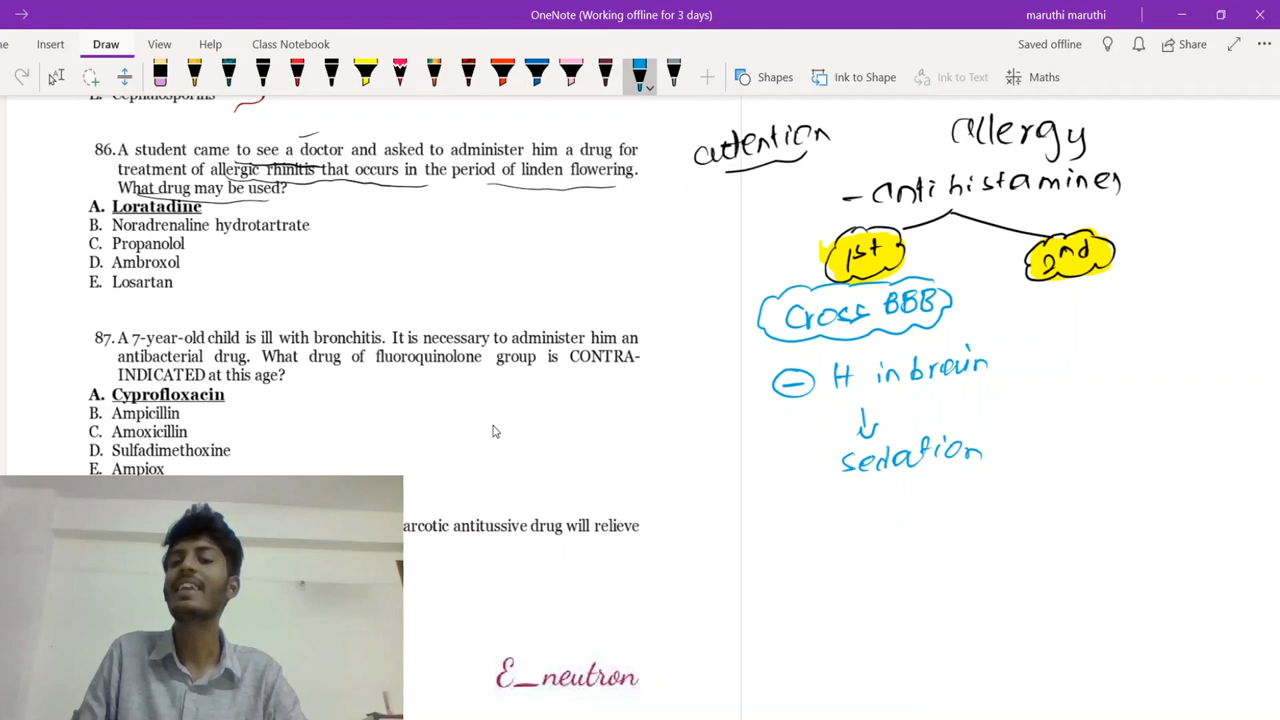 OneNote (Working offline for 3 days)
maruthi maruthi
Insert
Draw
View
Help
Class Notebook
Saved offline
Share
Shapes
Ink to Shape
Ink to Text
Maths
E. Cephalosporins
86. A student came to see a doctor and asked to administer him a drug for
treatment of allergic rhinitis that occurs in the period of linden flowering.
What drug may be used?
A. Loratadine
B. Noradrenaline hydrotartrate
C. Propanolol
D. Ambroxol
E. Losartan
87. A 7-year-old child is ill with bronchitis. It is necessary to administer him an
antibacterial drug. What drug of fluoroquinolone group is CONTRA-
INDICATED at this age?
A. Cyprofloxacin
B. Ampicillin
C. Amoxicillin
D. Sulfadimethoxine
E. Ampiox
arcotic antitussive drug will relieve
E_neutron
attention
allergy
- antihistamines
1st
2nd
Cross BBB
- H in brain
↓
sedation